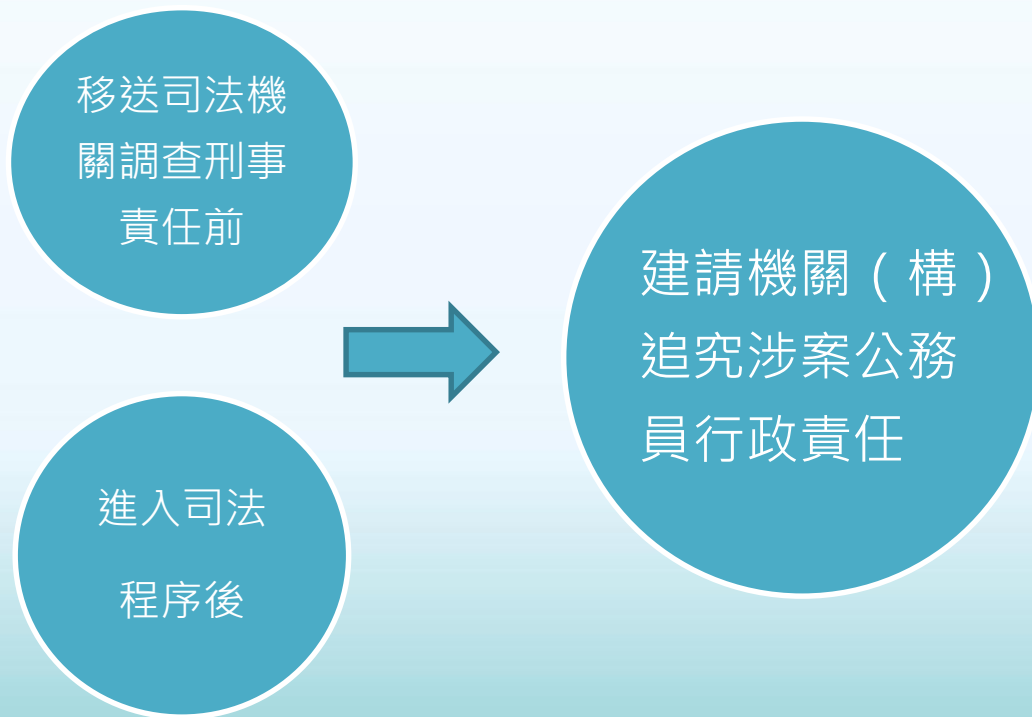 移送司法機
關調查刑事
責任前
進入司法
程序後
建請機關（構）
追究涉案公務
員行政責任